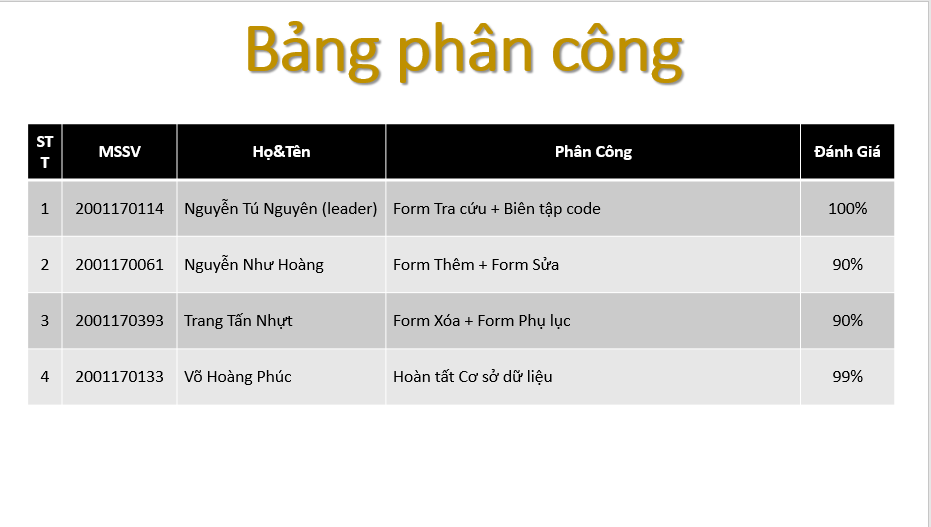 Bảng phân công
ST
T
MSSV
Họ&Tên
Phân Công
Đánh Giá
1 2001170114 Nguyễn Tú Nguyên (leader) Form Tra cứu + Biên tập code 100%
2 2001170061 Nguyễn Như Hoàng Form Thêm + Form Sửa 90%
3 2001170393 Trang Tấn Nhựt Form Xóa + Form Phụ lục 90%
4 2001170133 Võ Hoàng Phúc Hoàn tất Cơ sở dữ liệu 99%